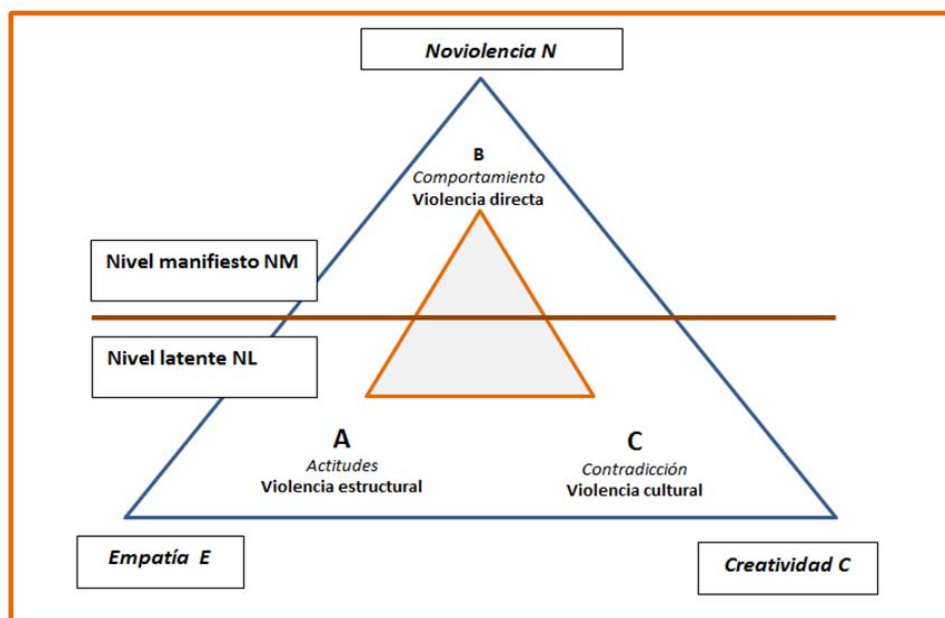 Noviolencia N
B
Comportamiento
Violencia directa
Nivel manifiesto NM
Nivel latente NL
A
Actitudes
Violencia estructural
C
Contradicción
Violencia cultural
Empatía E
Creatividad C